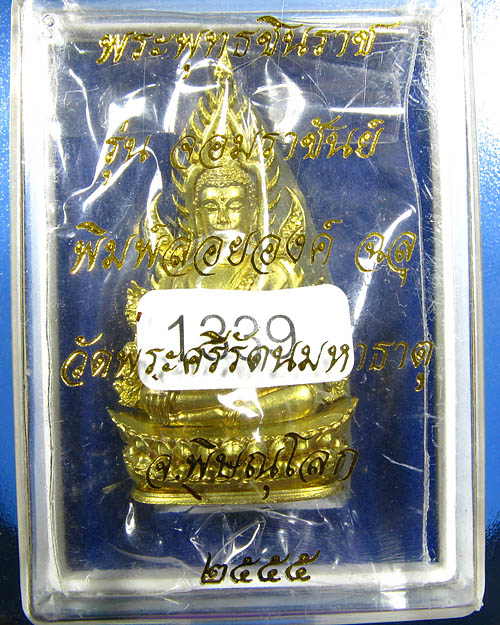 พระพุทธชินราช
รุ่น จอมราชันย์
พิมพ์ลอยองค์ อ.สุ
1239
วัดพระศรีรัตนมหาธาตุ
จ.พิษณุโลก
๒๕๕๕